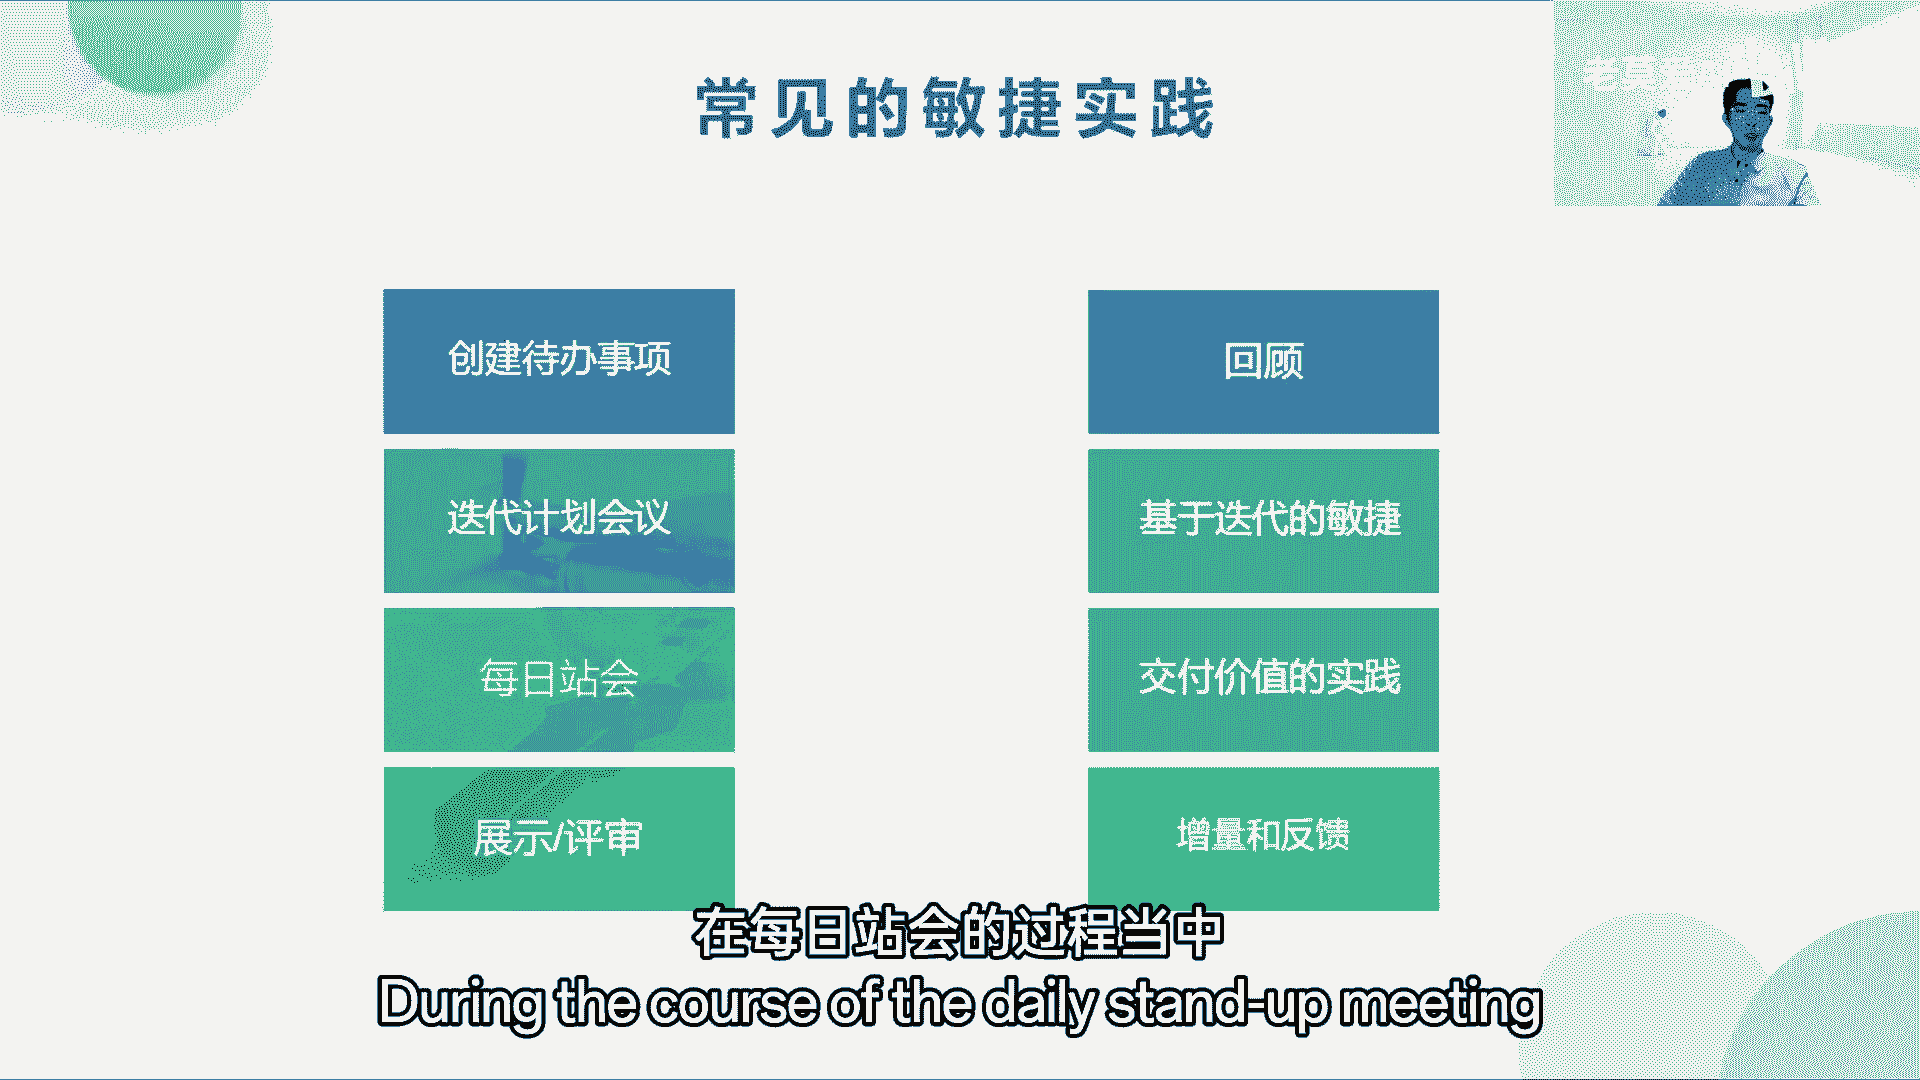 常见的敏捷实践
创建待办事项
迭代计划会议
每日站会
展示/评审
回顾
基于迭代的敏捷
交付价值的实践
增量和反馈
在每日站会的过程当中
During the course of the daily stand-up meeting